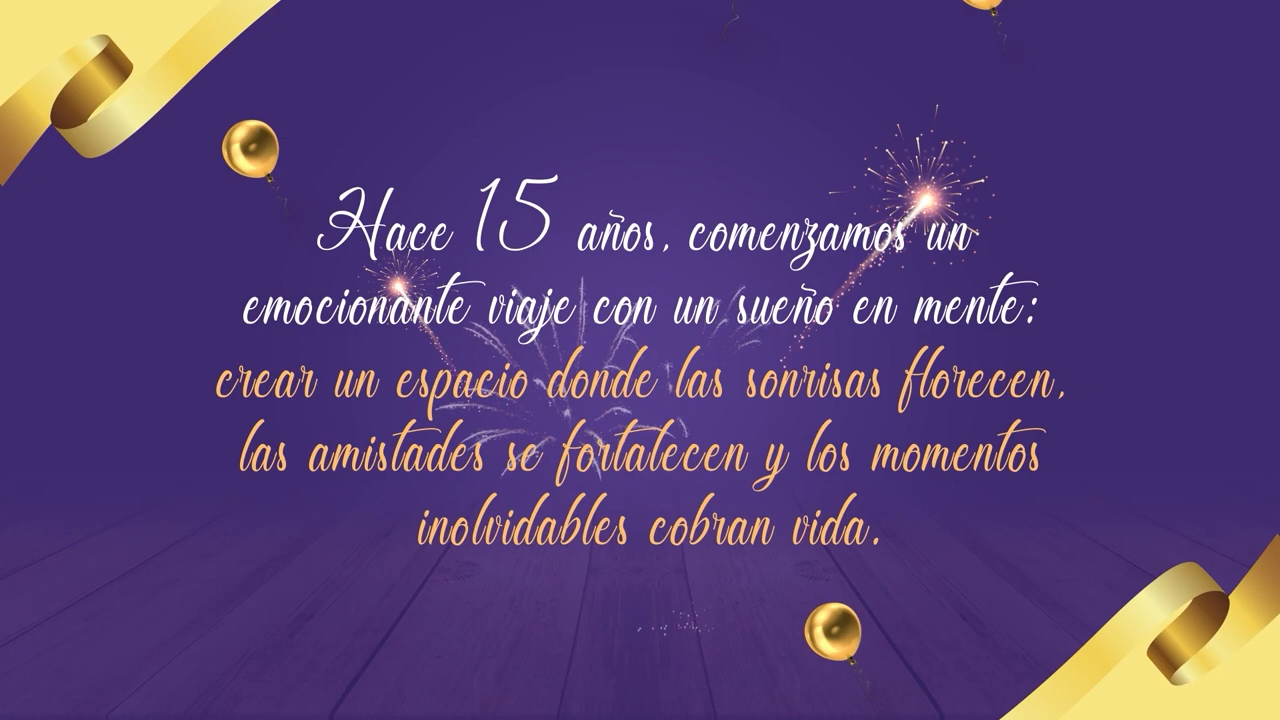 Hace 15 años, comenzamos un
emocionante viaje con un sueño en mente:
crear un espacio donde las sonrisas florecen,
las amistades se fortalecen y los momentos
inolvidables cobran vida.